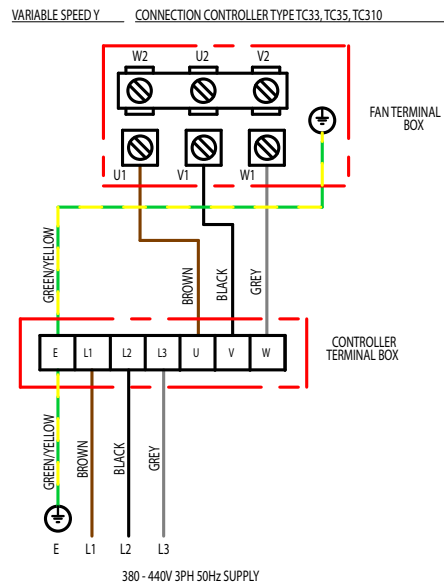 VARIABLE SPEED Y CONNECTION CONTROLLER TYPE TC33, TC35, TC310
W2 U2 V2
FAN TERMINAL
BOX
U1 V1 W1
GREEN/YELLOW
BROWN
BLACK
GREY
E L1 L2 L3 U V W
CONTROLLER
TERMINAL BOX
GREEN/YELLOW
BROWN
BLACK
GREY
E L1 L2 L3
380 - 440V 3PH 50Hz SUPPLY